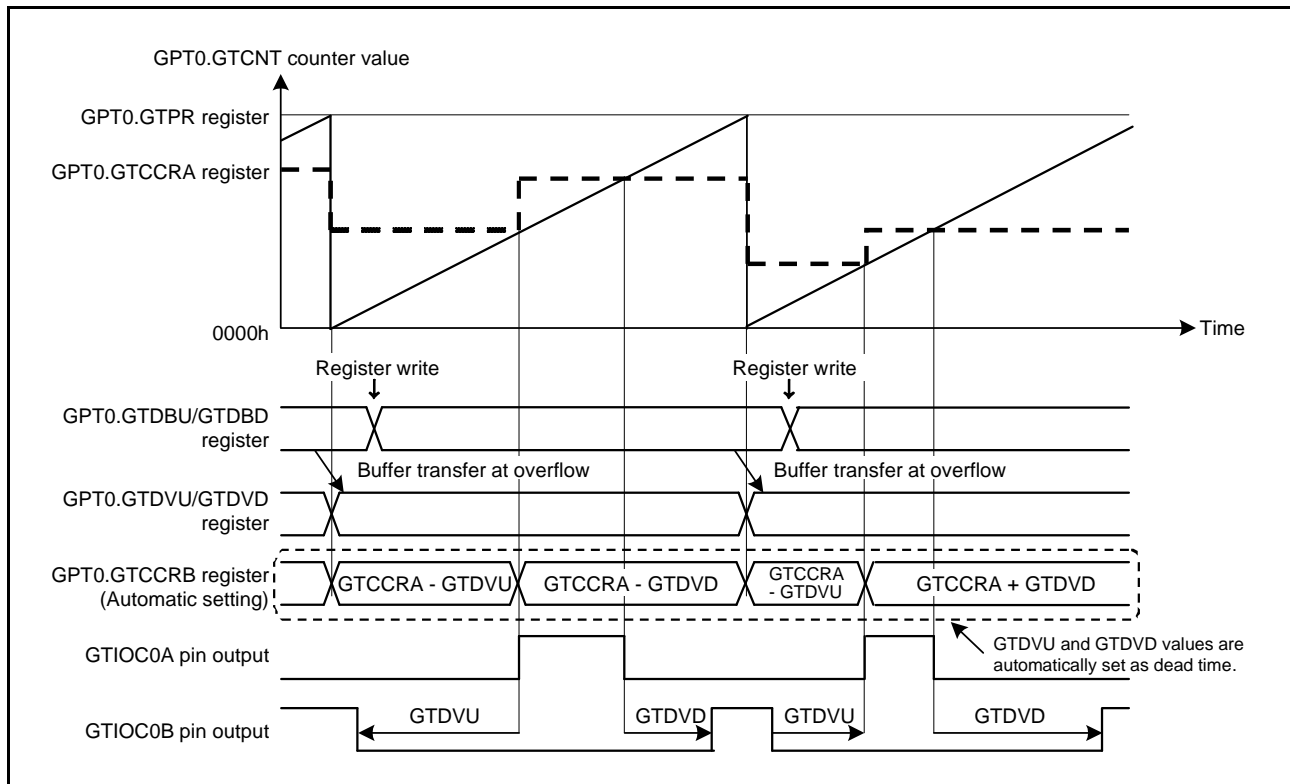 GPT0.GTCNT counter value
GPT0.GTPR register
GPT0.GTCCRA register
0000h
Time
Register write
Register write
GPT0.GTDBU/GTDBD
register
Buffer transfer at overflow
Buffer transfer at overflow
GPT0.GTDVU/GTDVD
register
GPT0.GTCCRB register
(Automatic setting)
GTCCRA - GTDVU
GTCCRA - GTDVD
GTCCRA
- GTDVU
GTCCRA + GTDVD
GTIOC0A pin output
GTDVU and GTDVD values are
automatically set as dead time.
GTIOC0B pin output
GTDVU
GTDVD
GTDVU
GTDVD